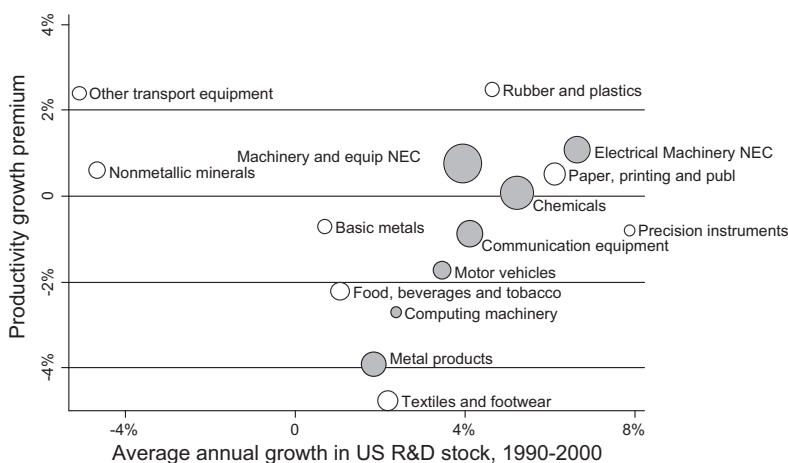 Productivity growth premium
4%
2%
0
-2%
-4%
Other transport equipment
Rubber and plastics
Machinery and equip NEC
Electrical Machinery NEC
Nonmetallic minerals
Paper, printing and publ
Chemicals
Basic metals
Precision instruments
Communication equipment
Motor vehicles
Food, beverages and tobacco
Computing machinery
Metal products
Textiles and footwear
-4%
0
4%
8%
Average annual growth in US R&D stock, 1990-2000